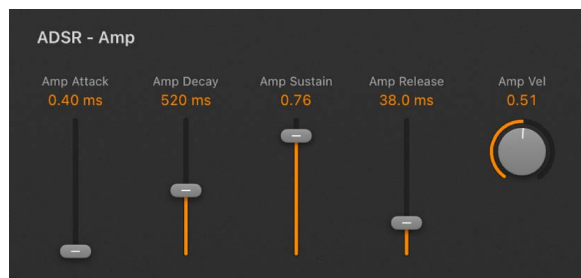 ADSR - Amp
Amp Attack Amp Decay Amp Sustain Amp Release Amp Vel
0.40 ms 520 ms 0.76 38.0 ms 0.51